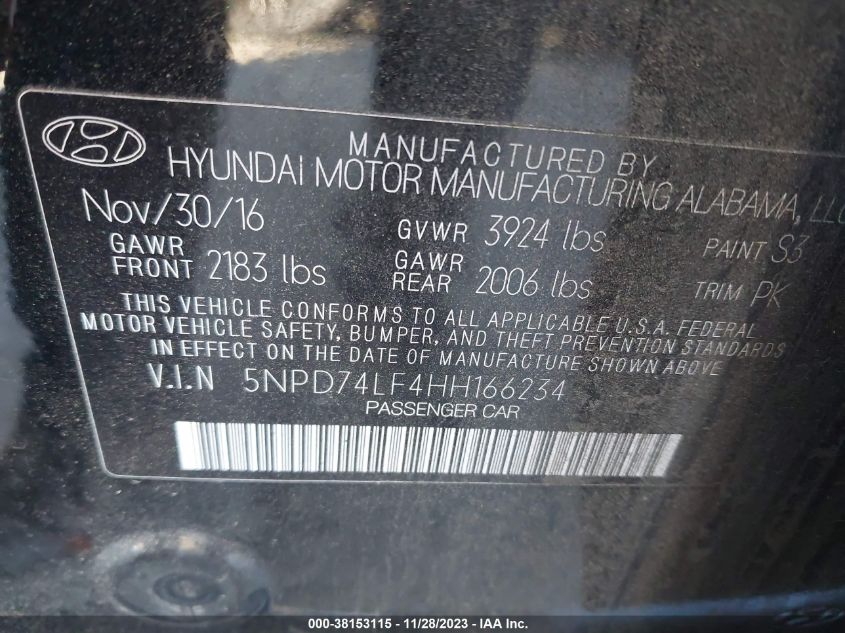 MANUFACTURED BY
HYUNDAI MOTOR MANUFACTURING ALABAMA, LLC
Nov/30/16 GVWR 3924 lbs PAINT S3
GAWR FRONT 2183 lbs GAWR REAR 2006 lbs TRIM PK
THIS VEHICLE CONFORMS TO ALL APPLICABLE U.S.A. FEDERAL
MOTOR VEHICLE SAFETY, BUMPER, AND THEFT PREVENTION STANDARDS
IN EFFECT ON THE DATE OF MANUFACTURE SHOWN ABOVE
V.I.N 5NPD74LF4HH166234
PASSENGER CAR
000-38153115 - 11/28/2023 - IAA Inc.